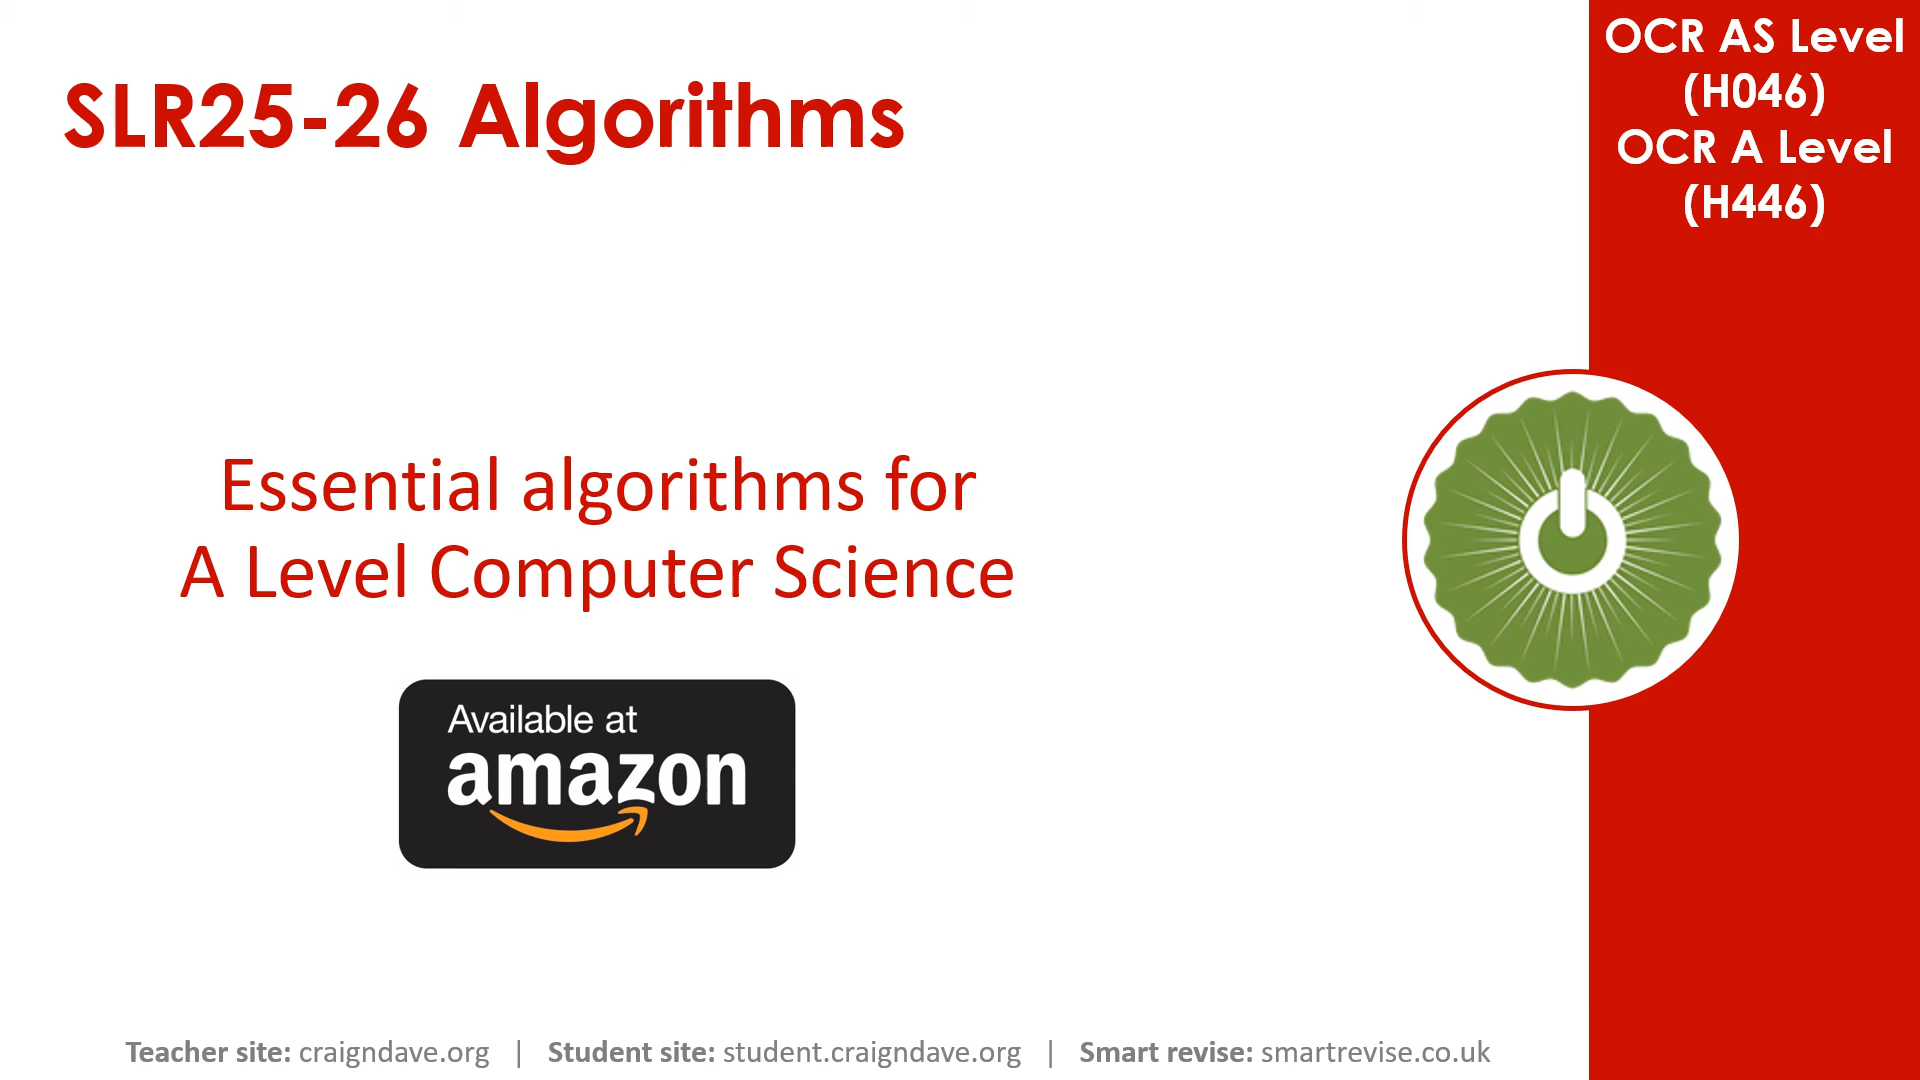 SLR25-26 Algorithms
OCR AS Level
(H046)
OCR A Level
(H446)
Essential algorithms for
A Level Computer Science
Available at
amazon
Teacher site: craigndave.org | Student site: student.craigndave.org | Smart revise: smartrevise.co.uk